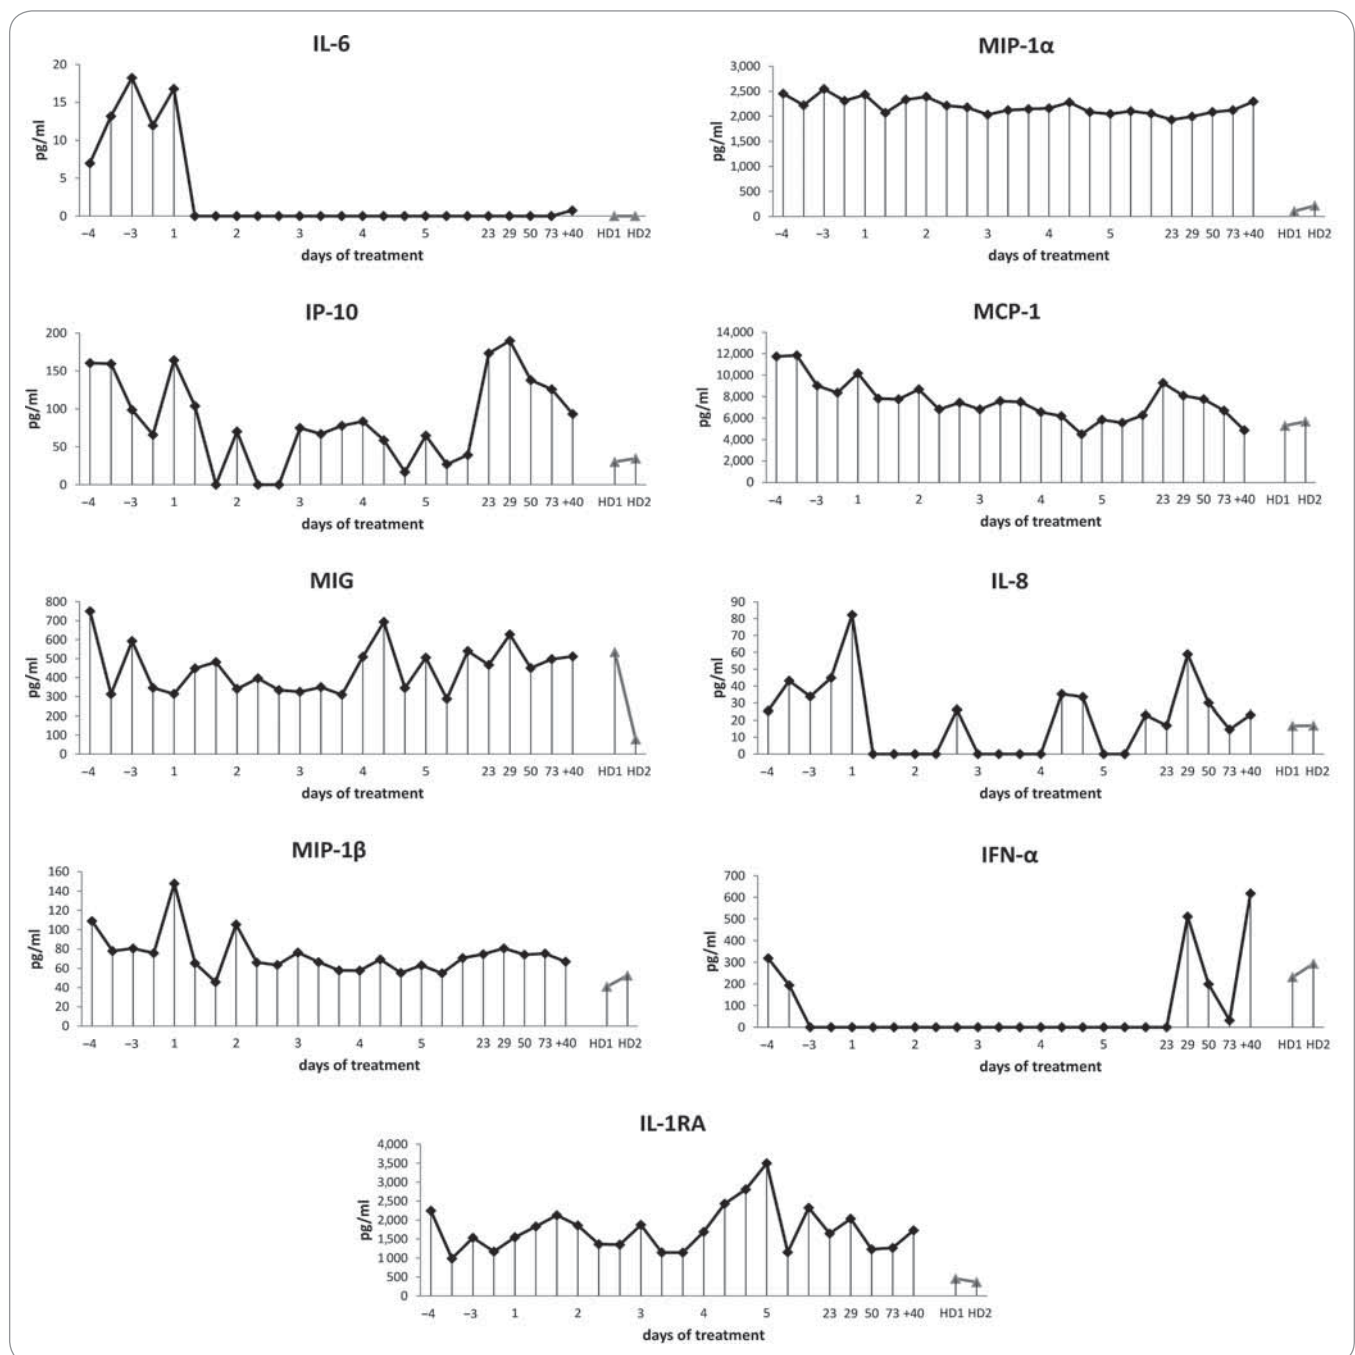 IL-6
20
15
10
5
0
pg/ml
−4 −3 1 2 3 4 5 23 29 50 73 +40 HD1 HD2
days of treatment
MIP-1α
3,000
2,500
2,000
1,500
1,000
500
0
pg/ml
−4 −3 1 2 3 4 5 23 29 50 73 +40 HD1 HD2
days of treatment
IP-10
200
150
100
50
0
pg/ml
−4 −3 1 2 3 4 5 23 29 50 73 +40 HD1 HD2
days of treatment
MCP-1
14,000
12,000
10,000
8,000
6,000
4,000
2,000
0
pg/ml
−4 −3 1 2 3 4 5 23 29 50 73 +40 HD1 HD2
days of treatment
MIG
800
700
600
500
400
300
200
100
0
pg/ml
−4 −3 1 2 3 4 5 23 29 50 73 +40 HD1 HD2
days of treatment
IL-8
90
80
70
60
50
40
30
20
10
0
pg/ml
−4 −3 1 2 3 4 5 23 29 50 73 +40 HD1 HD2
days of treatment
MIP-1β
160
140
120
100
80
60
40
20
0
pg/ml
−4 −3 1 2 3 4 5 23 29 50 73 +40 HD1 HD2
days of treatment
IFN-α
700
600
500
400
300
200
100
0
pg/ml
−4 −3 1 2 3 4 5 23 29 50 73 +40 HD1 HD2
days of treatment
IL-1RA
4,000
3,500
3,000
2,500
2,000
1,500
1 000
500
0
pg/ml
−4 −3 1 2 3 4 5 23 29 50 73 +40 HD1 HD2
days of treatment